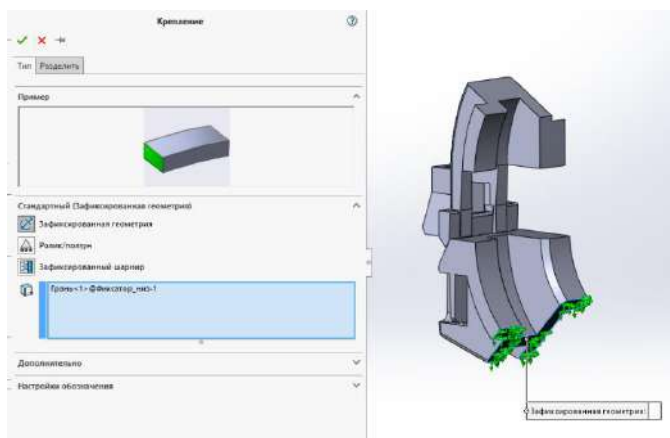 Крепление
Тип Разделить
Пример
Стандартный (Зафиксированная геометрия)
Зафиксированная геометрия
Ролик/ползун
Зафиксированный шарнир
Грань<1>@Фиксатор_низ-1
Дополнительно
Настройки обозначения
Зафиксированная геометрия: